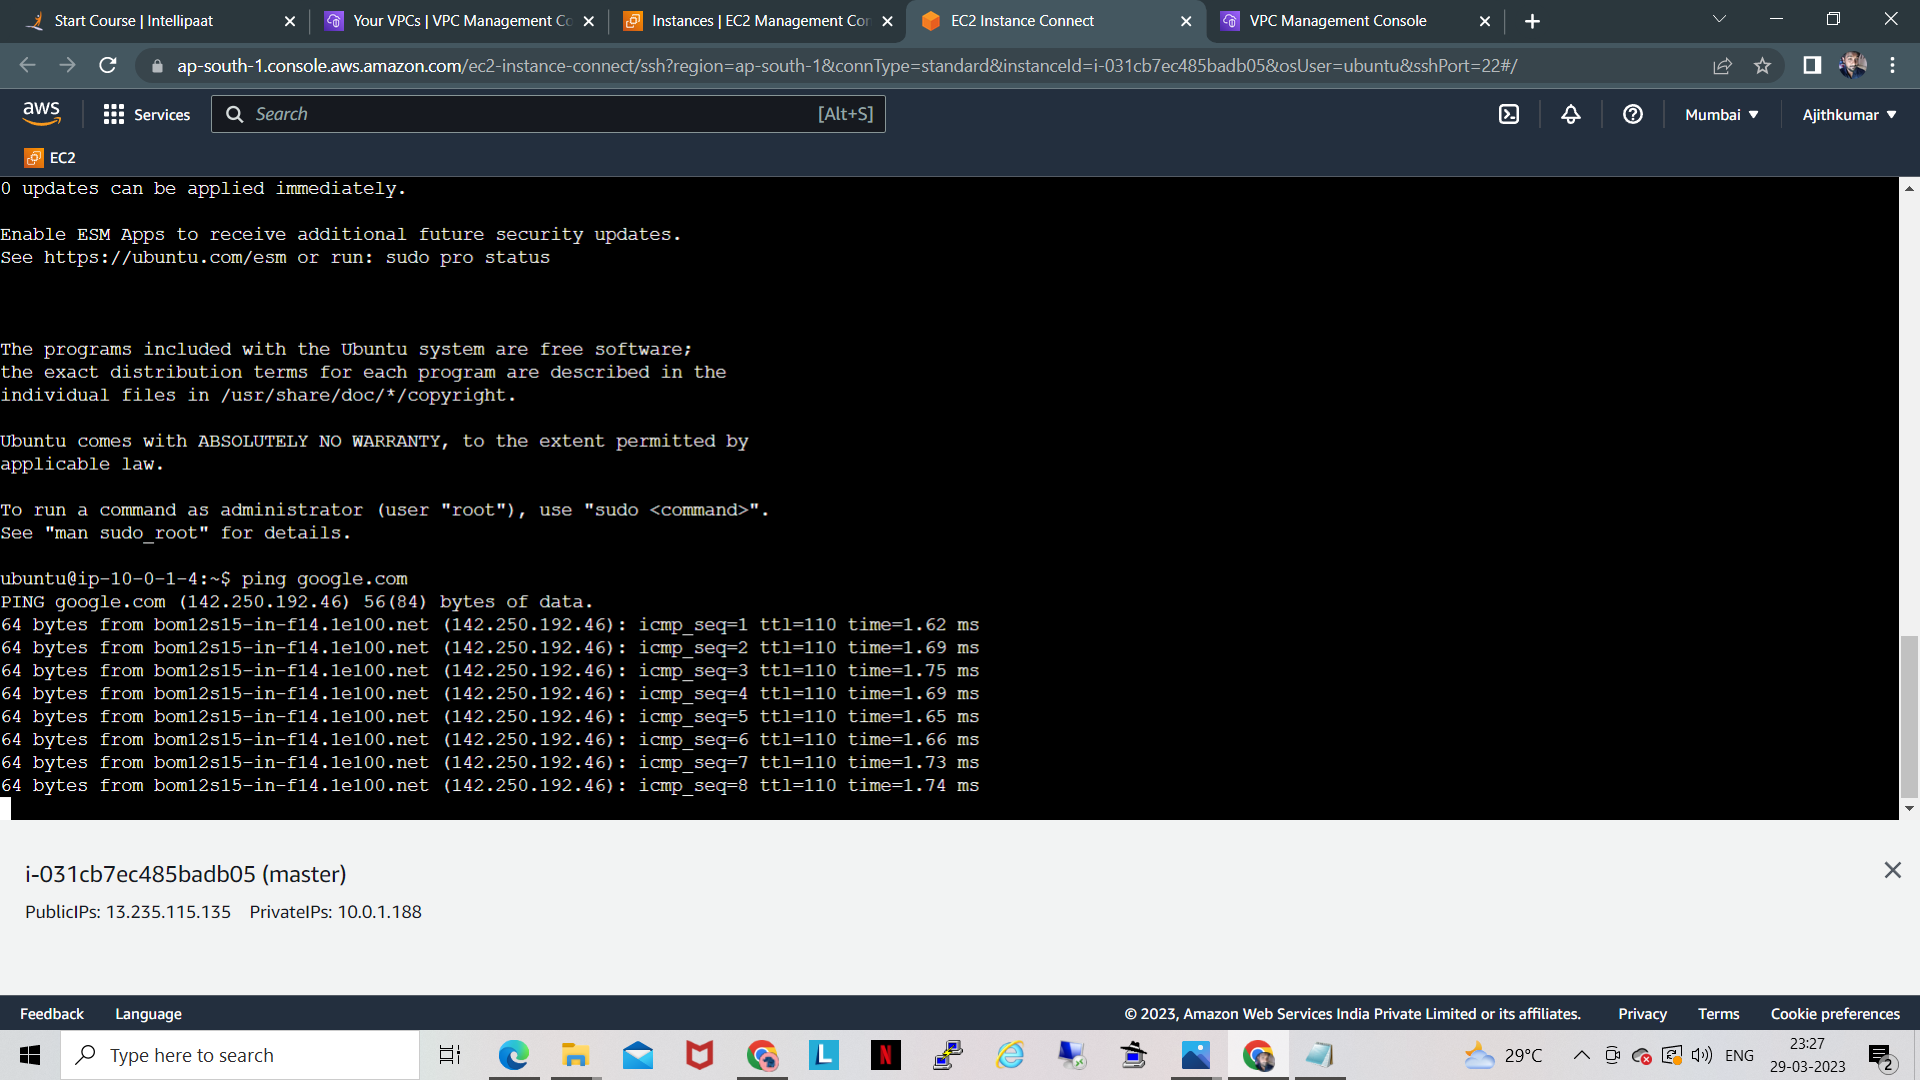 Start Course | Intellipaat
Your VPCs | VPC Management Co
Instances | EC2 Management Con
EC2 Instance Connect
VPC Management Console
ap-south-1.console.aws.amazon.com/ec2-instance-connect/ssh?region=ap-south-1&connType=standard&instanceId=i-031cb7ec485badb05&osUser=ubuntu&sshPort=22#/
aws
Services
Search
[Alt+S]
Mumbai
Ajithkumar
EC2
0 updates can be applied immediately.
Enable ESM Apps to receive additional future security updates.
See https://ubuntu.com/esm or run: sudo pro status
The programs included with the Ubuntu system are free software;
the exact distribution terms for each program are described in the
individual files in /usr/share/doc/*/copyright.
Ubuntu comes with ABSOLUTELY NO WARRANTY, to the extent permitted by
applicable law.
To run a command as administrator (user "root"), use "sudo <command>".
See "man sudo_root" for details.
ubuntu@ip-10-0-1-4:~$ ping google.com
PING google.com (142.250.192.46) 56(84) bytes of data.
64 bytes from bom12s15-in-f14.1e100.net (142.250.192.46): icmp_seq=1 ttl=110 time=1.62 ms
64 bytes from bom12s15-in-f14.1e100.net (142.250.192.46): icmp_seq=2 ttl=110 time=1.69 ms
64 bytes from bom12s15-in-f14.1e100.net (142.250.192.46): icmp_seq=3 ttl=110 time=1.75 ms
64 bytes from bom12s15-in-f14.1e100.net (142.250.192.46): icmp_seq=4 ttl=110 time=1.69 ms
64 bytes from bom12s15-in-f14.1e100.net (142.250.192.46): icmp_seq=5 ttl=110 time=1.65 ms
64 bytes from bom12s15-in-f14.1e100.net (142.250.192.46): icmp_seq=6 ttl=110 time=1.66 ms
64 bytes from bom12s15-in-f14.1e100.net (142.250.192.46): icmp_seq=7 ttl=110 time=1.73 ms
64 bytes from bom12s15-in-f14.1e100.net (142.250.192.46): icmp_seq=8 ttl=110 time=1.74 ms
i-031cb7ec485badb05 (master)
PublicIPs: 13.235.115.135 PrivateIPs: 10.0.1.188
Feedback
Language
© 2023, Amazon Web Services India Private Limited or its affiliates.
Privacy
Terms
Cookie preferences
Type here to search
L
N
29°C
ENG
23:27
29-03-2023
2